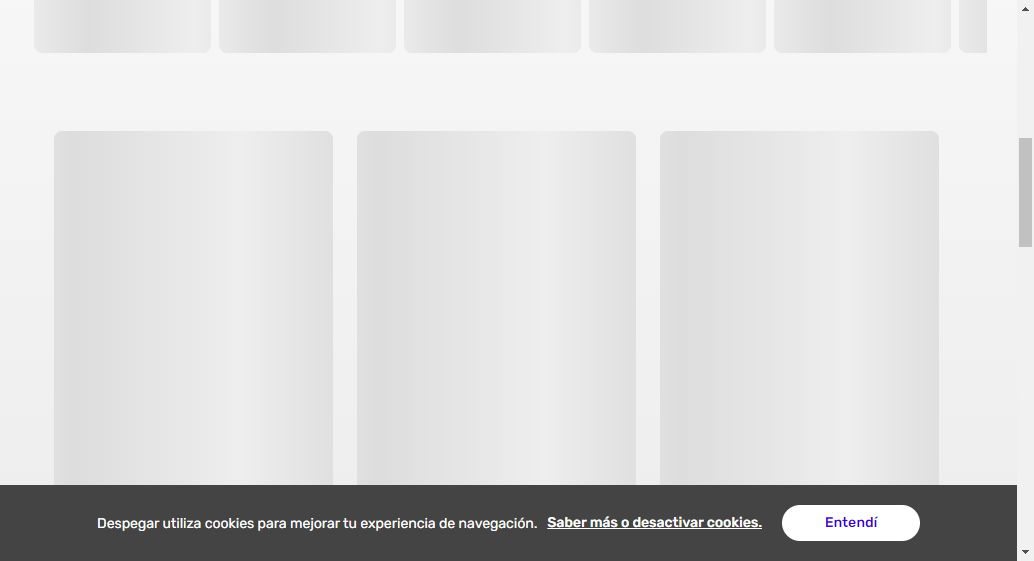 Despegar utiliza cookies para mejorar tu experiencia de navegación. Saber más o desactivar cookies. Entendí